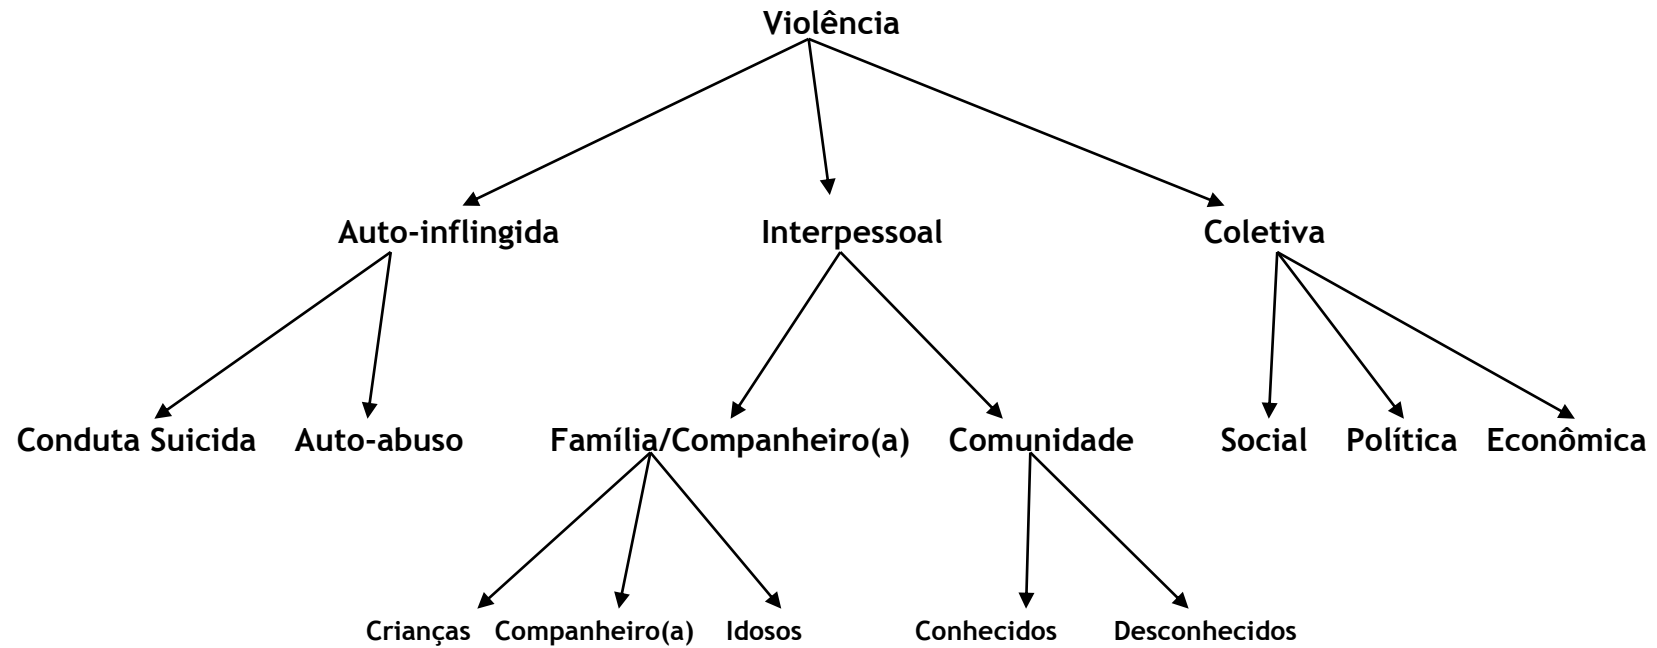 Violência
Auto-inflingida Interpessoal Coletiva
Conduta Suicida Auto-abuso Família/Companheiro(a) Comunidade Social Política Econômica
Crianças Companheiro(a) Idosos Conhecidos Desconhecidos